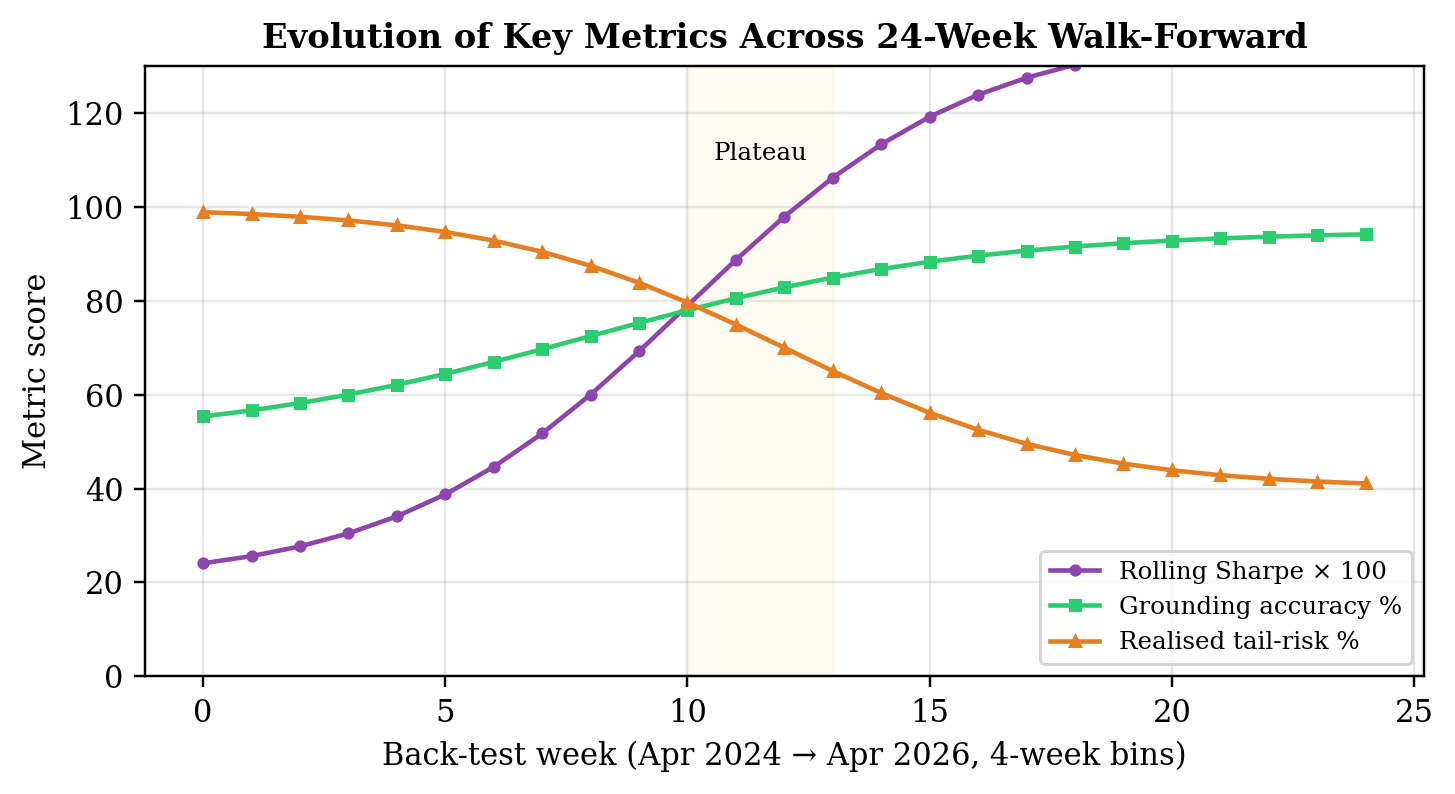 Evolution of Key Metrics Across 24-Week Walk-Forward
120
100
80
60
40
20
0
Metric score
Plateau
Rolling Sharpe × 100
Grounding accuracy %
Realised tail-risk %
0 5 10 15 20 25
Back-test week (Apr 2024 → Apr 2026, 4-week bins)